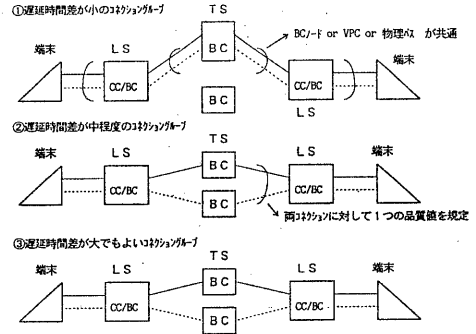 ①遅延時間差が小のコネクショングループ
TS
端末 LS BC BCノード or VPC or 物理パス が共通
CC/BC CC/BC 端末
BC
LS
②遅延時間差が中程度のコネクショングループ
TS
端末 LS BC LS 端末
CC/BC CC/BC
BC
両コネクションに対して1つの品質値を規定
③遅延時間差が大でもよいコネクショングループ
TS
端末 LS BC LS 端末
CC/BC CC/BC
BC